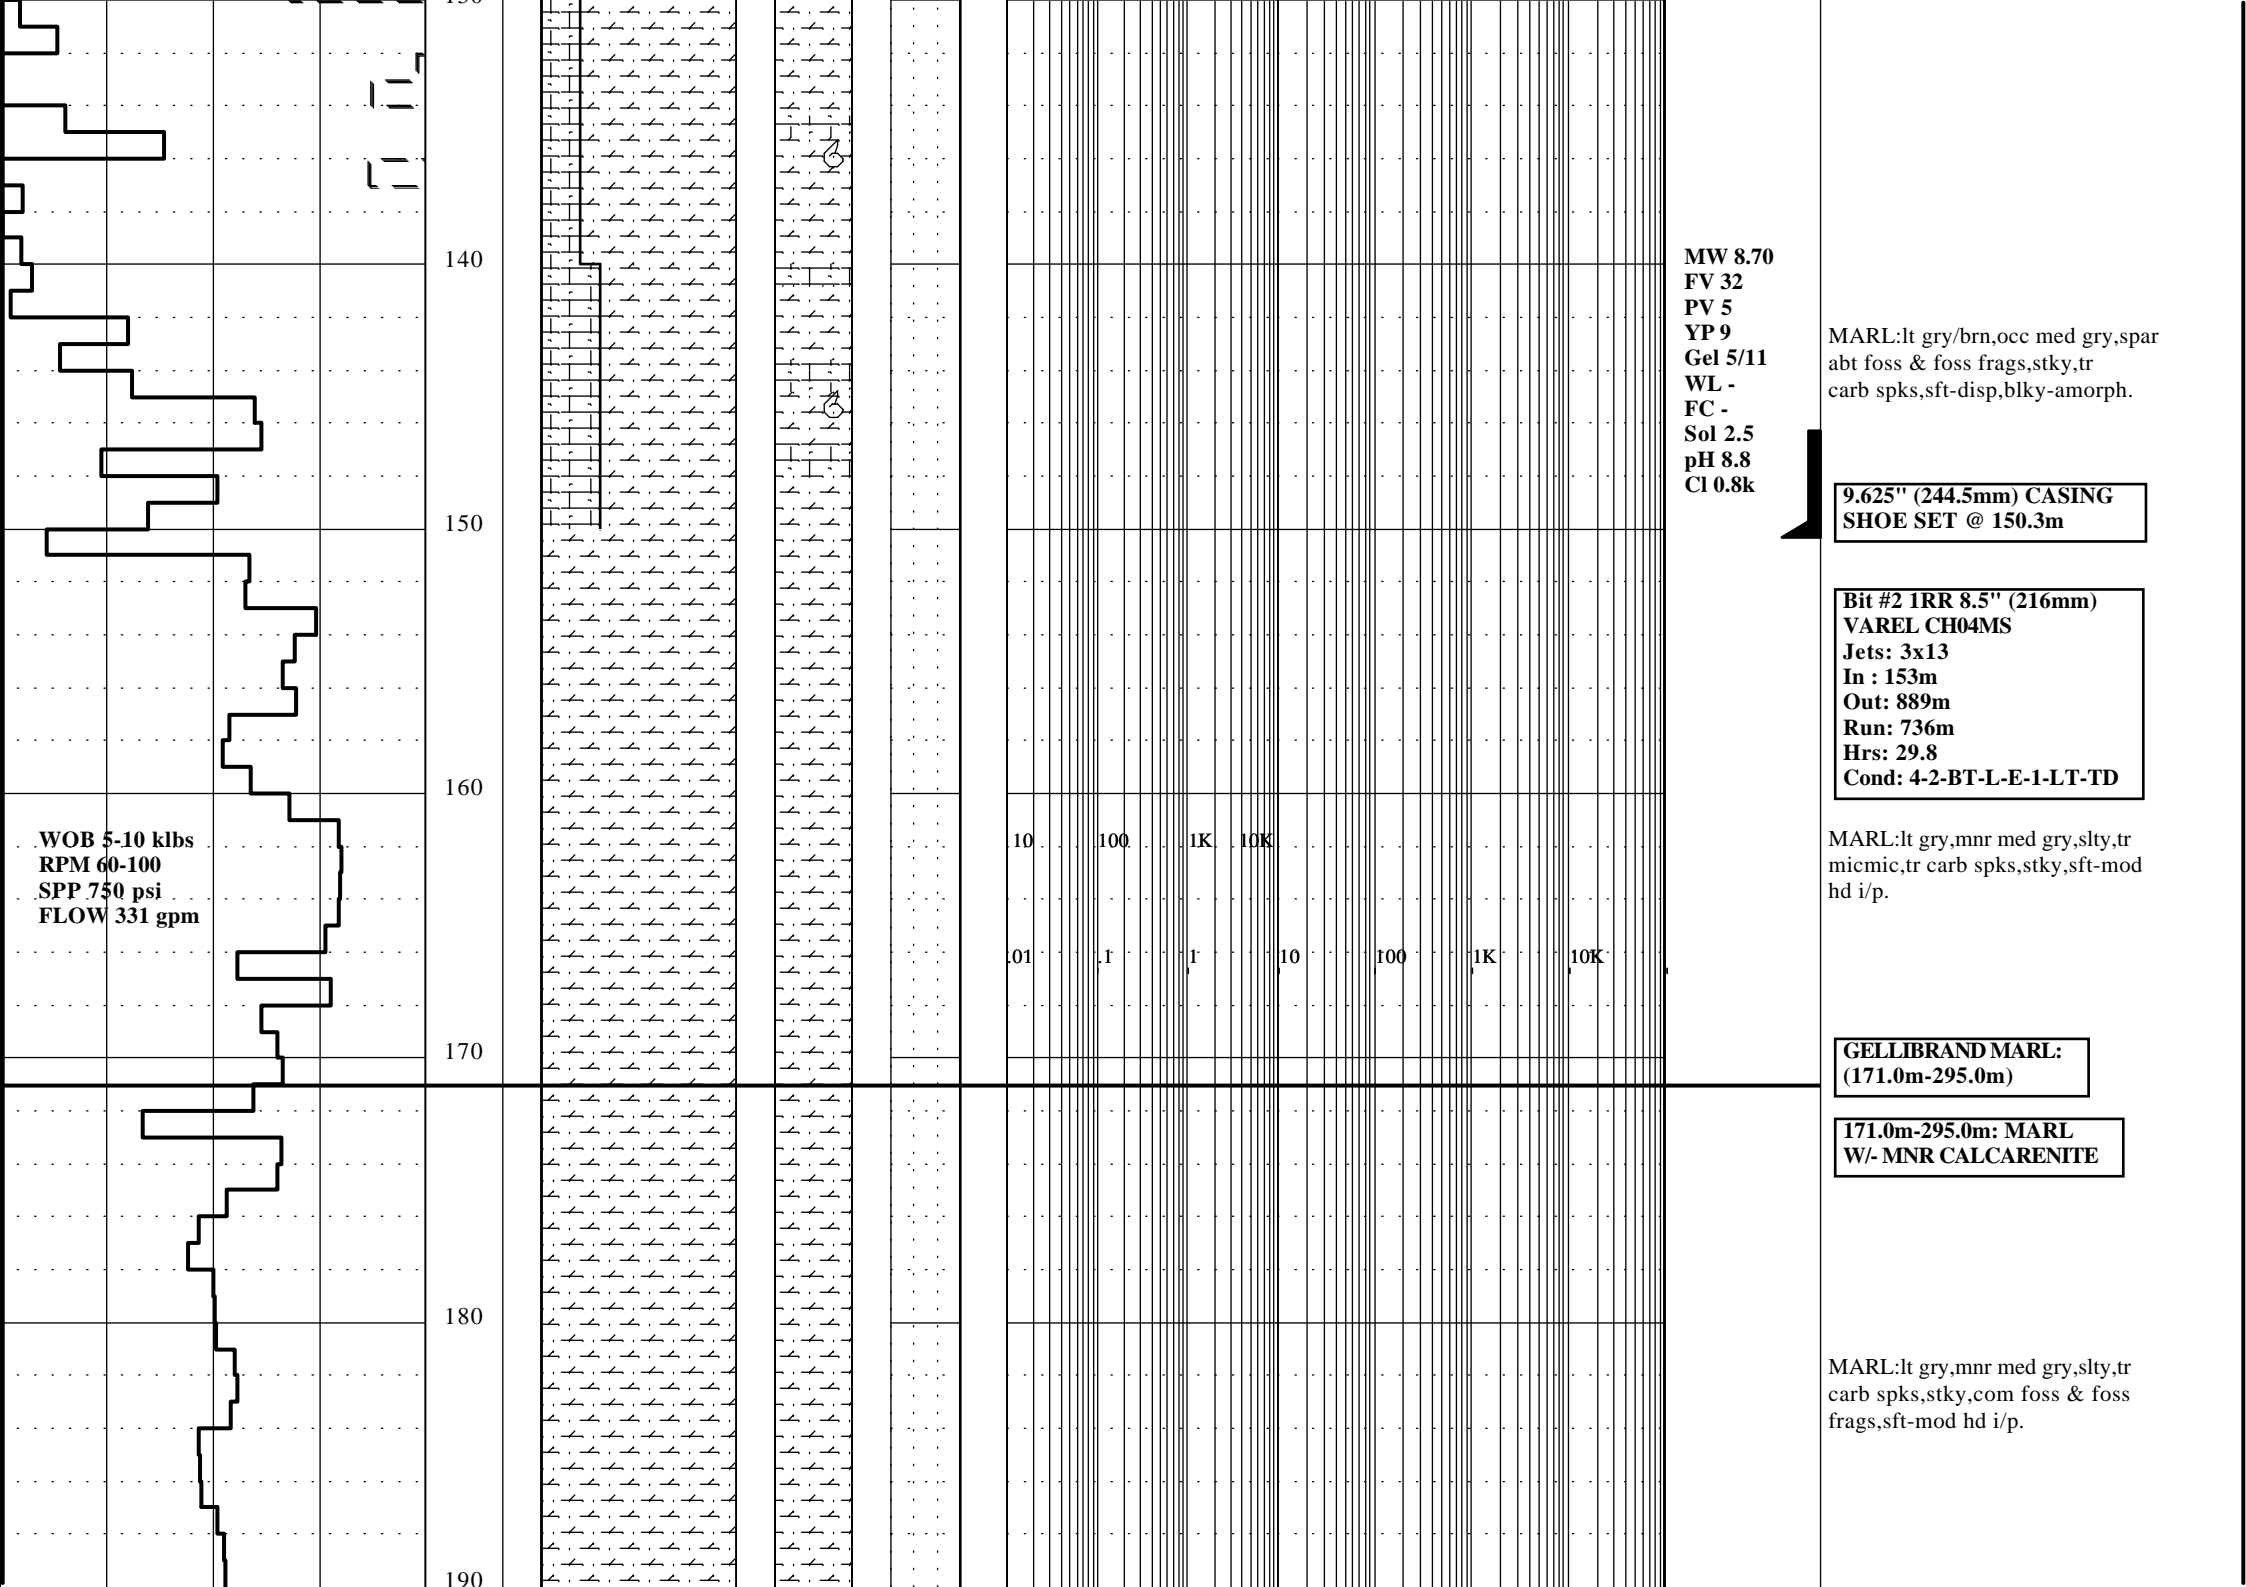 140
150
160
170
180
190
WOB 5-10 klbs
RPM 60-100
SPP 750 psi
FLOW 331 gpm
10 100 1K 10K
.01 .1 1 10 100 1K 10K
MW 8.70
FV 32
PV 5
YP 9
Gel 5/11
WL -
FC -
Sol 2.5
pH 8.8
Cl 0.8k
MARL:lt gry/brn,occ med gry,spar
abt foss & foss frags,stky,tr
carb spks,sft-disp,blky-amorph.
9.625" (244.5mm) CASING
SHOE SET @ 150.3m
Bit #2 1RR 8.5" (216mm)
VAREL CH04MS
Jets: 3x13
In : 153m
Out: 889m
Run: 736m
Hrs: 29.8
Cond: 4-2-BT-L-E-1-LT-TD
MARL:lt gry,mnr med gry,slty,tr
micmic,tr carb spks,stky,sft-mod
hd i/p.
GELLIBRAND MARL:
(171.0m-295.0m)
171.0m-295.0m: MARL
W/- MNR CALCARENITE
MARL:lt gry,mnr med gry,slty,tr
carb spks,stky,com foss & foss
frags,sft-mod hd i/p.